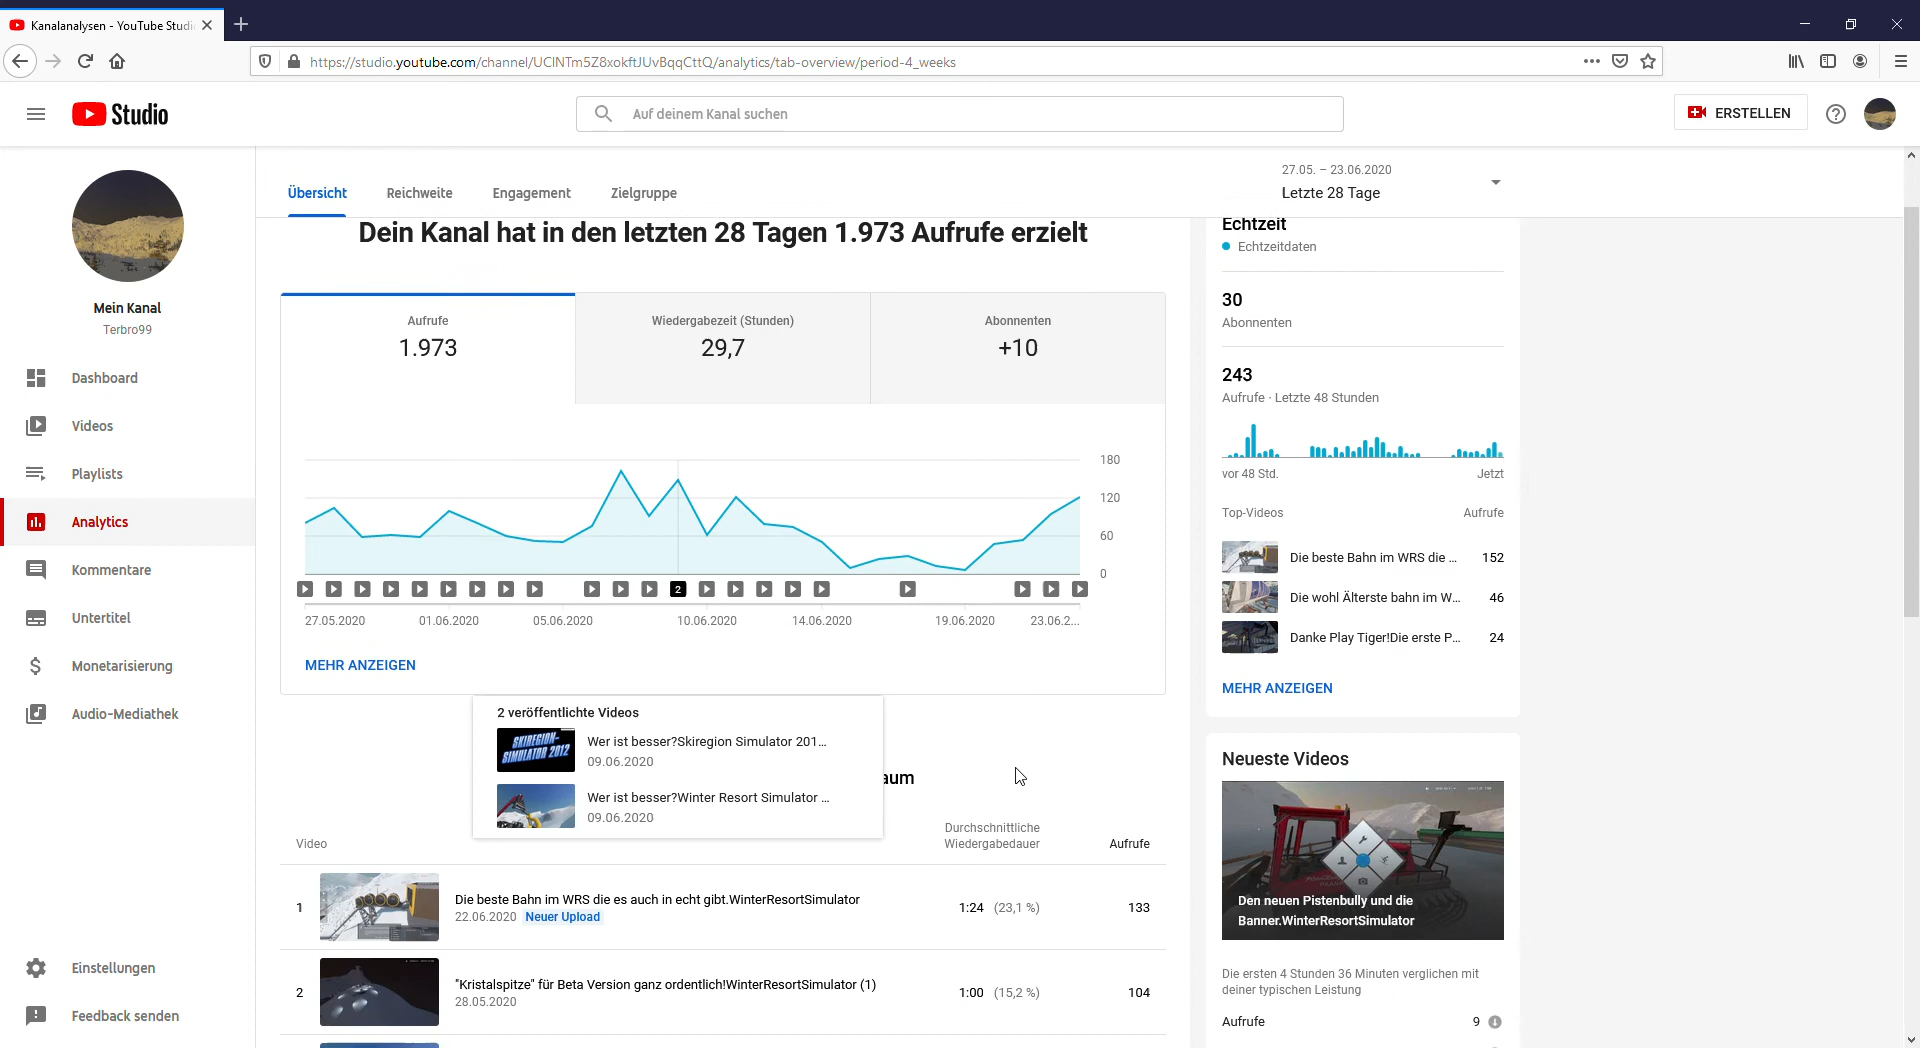 Kanalanalysen - YouTube Studi
https://studio.youtube.com/channel/UCINTm5Z8xokftJUvBqqCttQ/analytics/tab-overview/period-4_weeks
Studio
Auf deinem Kanal suchen
ERSTELLEN
Mein Kanal
Terbro99
Dashboard
Videos
Playlists
Analytics
Kommentare
Untertitel
Monetarisierung
Audio-Mediathek
Einstellungen
Feedback senden
Übersicht
Reichweite
Engagement
Zielgruppe
27.05. – 23.06.2020
Letzte 28 Tage
Dein Kanal hat in den letzten 28 Tagen 1.973 Aufrufe erzielt
Aufrufe
1.973
Wiedergabezeit (Stunden)
29,7
Abonnenten
+10
180
120
60
0
2
27.05.2020
01.06.2020
05.06.2020
10.06.2020
14.06.2020
19.06.2020
23.06.2...
MEHR ANZEIGEN
2 veröffentlichte Videos
SKIREGION-
SIMULATOR 2012
Wer ist besser?Skiregion Simulator 201...
09.06.2020
Wer ist besser?Winter Resort Simulator ...
09.06.2020
aum
Video
Durchschnittliche
Wiedergabedauer
Aufrufe
1
Die beste Bahn im WRS die es auch in echt gibt.WinterResortSimulator
22.06.2020 Neuer Upload
1:24 (23,1 %)
133
2
"Kristalspitze" für Beta Version ganz ordentlich!WinterResortSimulator (1)
28.05.2020
1:00 (15,2 %)
104
Echtzeit
Echtzeitdaten
30
Abonnenten
243
Aufrufe · Letzte 48 Stunden
vor 48 Std.
Jetzt
Top-Videos
Aufrufe
Die beste Bahn im WRS die ...
152
Die wohl Älterste bahn im W...
46
Danke Play Tiger!Die erste P...
24
MEHR ANZEIGEN
Neueste Videos
Den neuen Pistenbully und die
Banner.WinterResortSimulator
Die ersten 4 Stunden 36 Minuten verglichen mit
deiner typischen Leistung
Aufrufe
9